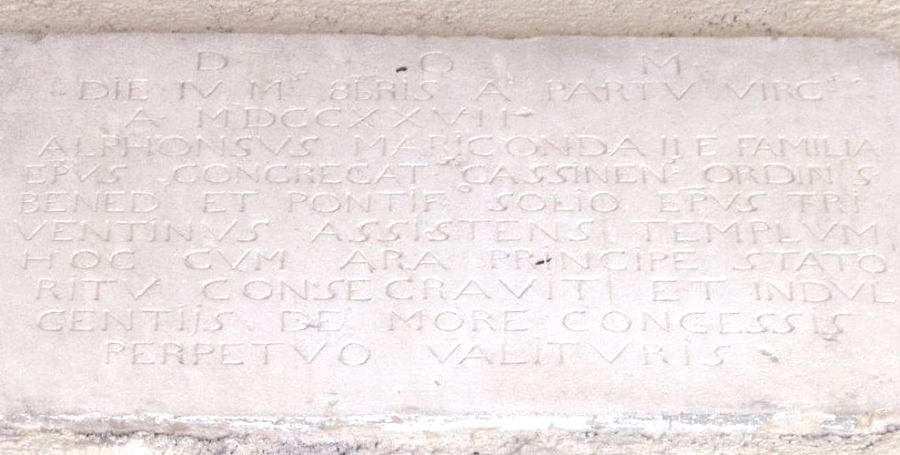 D O M
DIE IV M 8BRIS A PARTV VIRG
A MDCCXXVII
ALPHONSVS MARICONDA II E FAMILIA
EPVS CONGREGAT CASSINEN ORDINIS
BENED ET PONTIF SOLIO EPVS TRI
VENTINVS ASSISTENS TEMPLVM
HOC CVM ARA PRINCIPE STATO
RITV CONSECRAVIT ET INDVL
GENTIIS DE MORE CONGESSIS
PERPETVO VALITVRIS